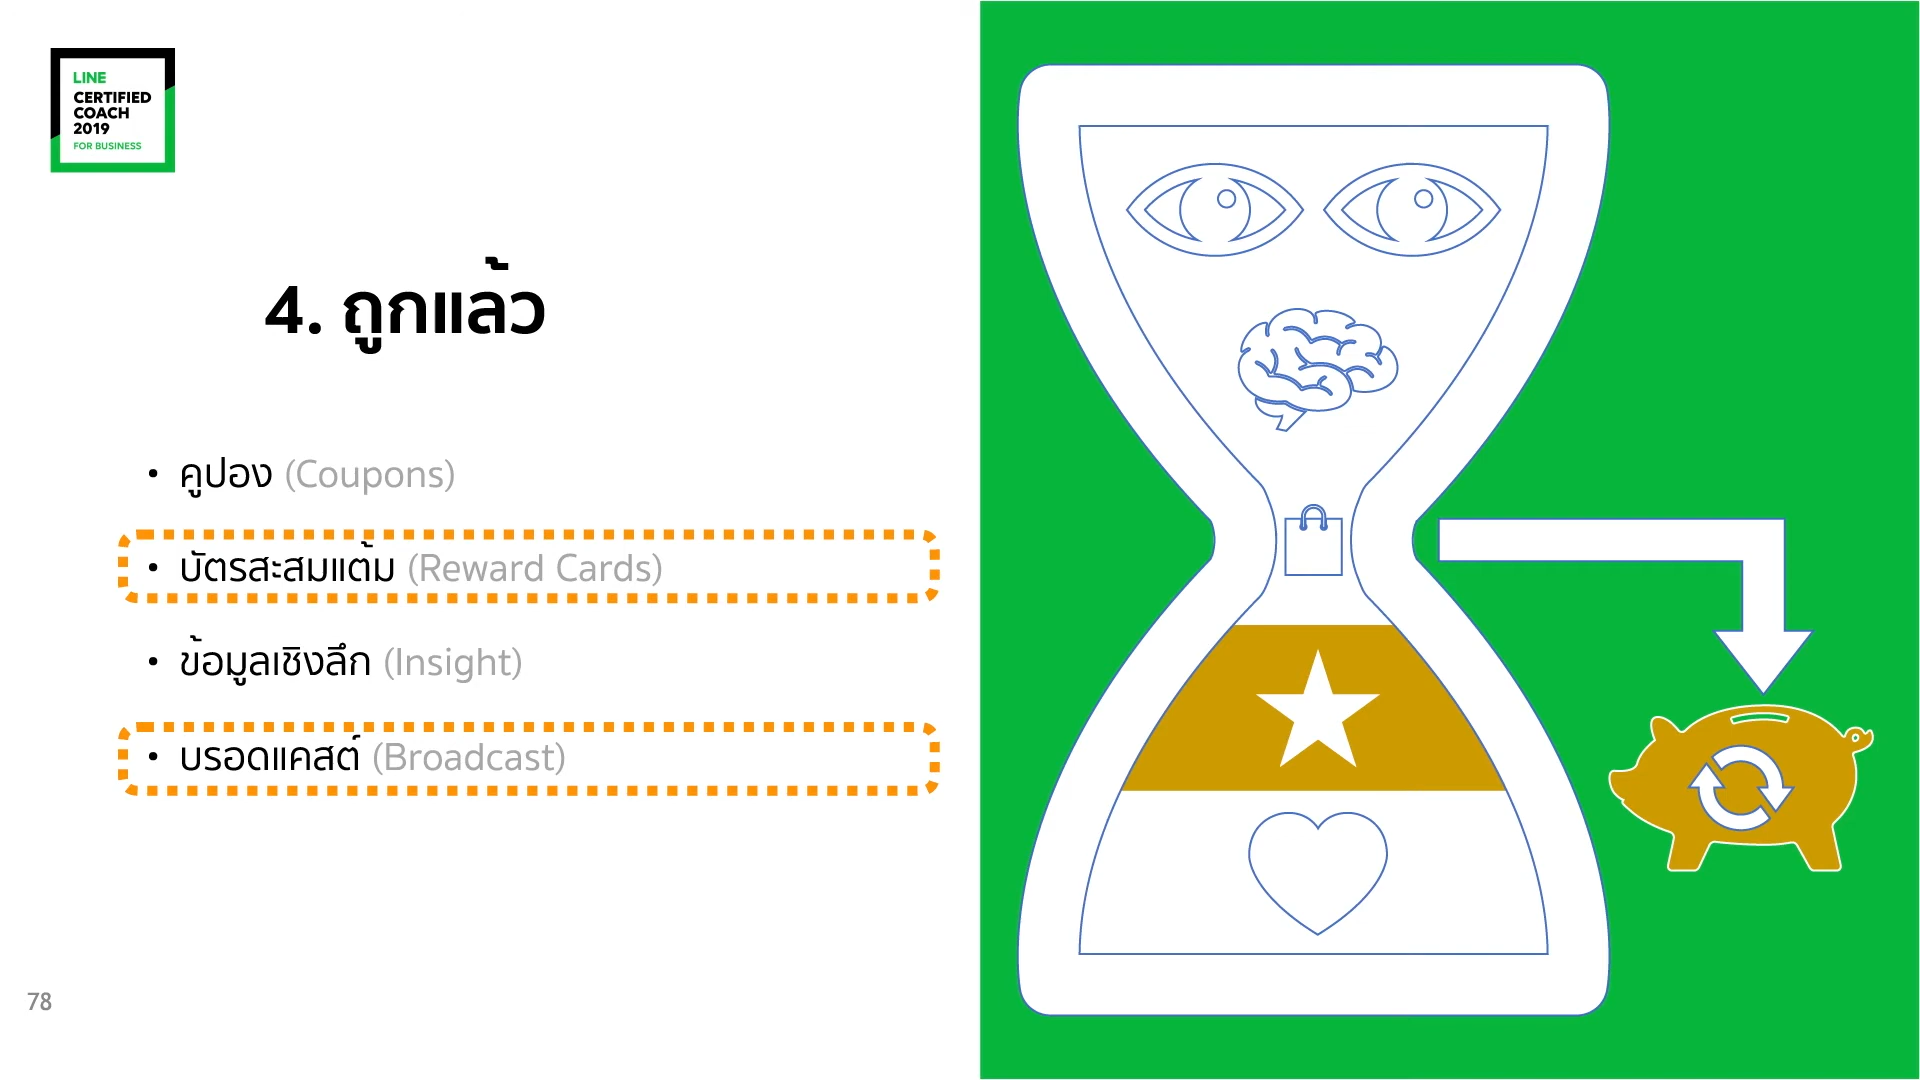 LINE
CERTIFIED
COACH
2019
FOR BUSINESS
4. ถูกแล้ว
• คูปอง (Coupons)
• บัตรสะสมแต้ม (Reward Cards)
• ข้อมูลเชิงลึก (Insight)
• บรอดแคสต์ (Broadcast)
78